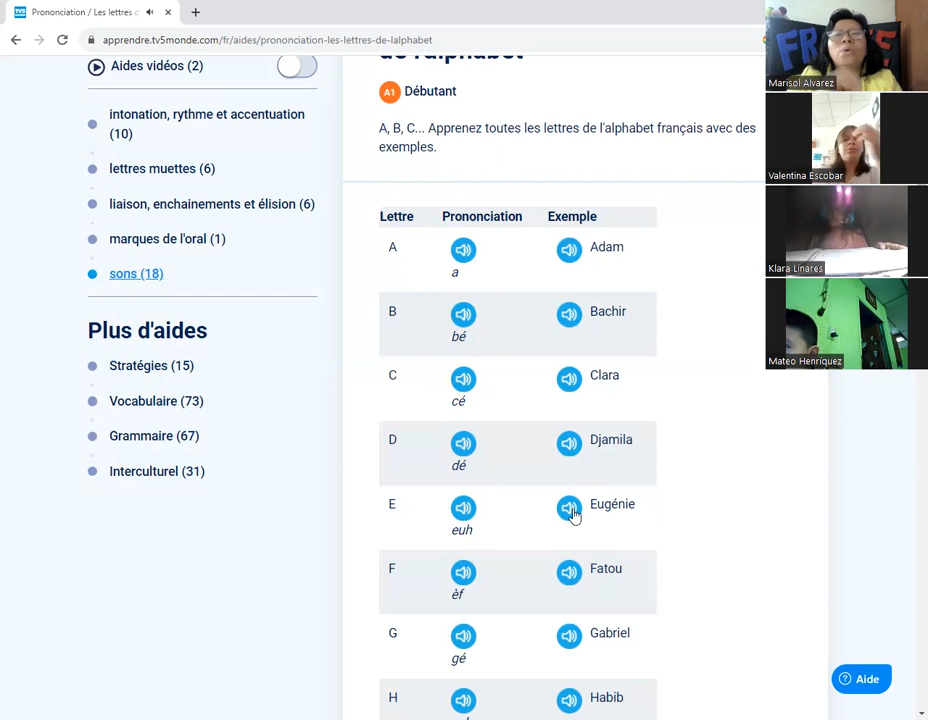 Prononciation / Les lettres d
apprendre.tv5monde.com/fr/aides/prononciation-les-lettres-de-lalphabet
Aides vidéos (2)
intonation, rythme et accentuation
(10)
lettres muettes (6)
liaison, enchainements et élision (6)
marques de l'oral (1)
sons (18)
Plus d'aides
Stratégies (15)
Vocabulaire (73)
Grammaire (67)
Interculturel (31)
de l'alphabet
A1 Débutant
A, B, C... Apprenez toutes les lettres de l'alphabet français avec des
exemples.
Lettre Prononciation Exemple
A Adam
a
B Bachir
bé
C Clara
cé
D Djamila
dé
E Eugénie
euh
F Fatou
èf
G Gabriel
gé
H Habib
Aide
Marisol Alvarez
Valentina Escobar
Klara Linares
Mateo Henríquez